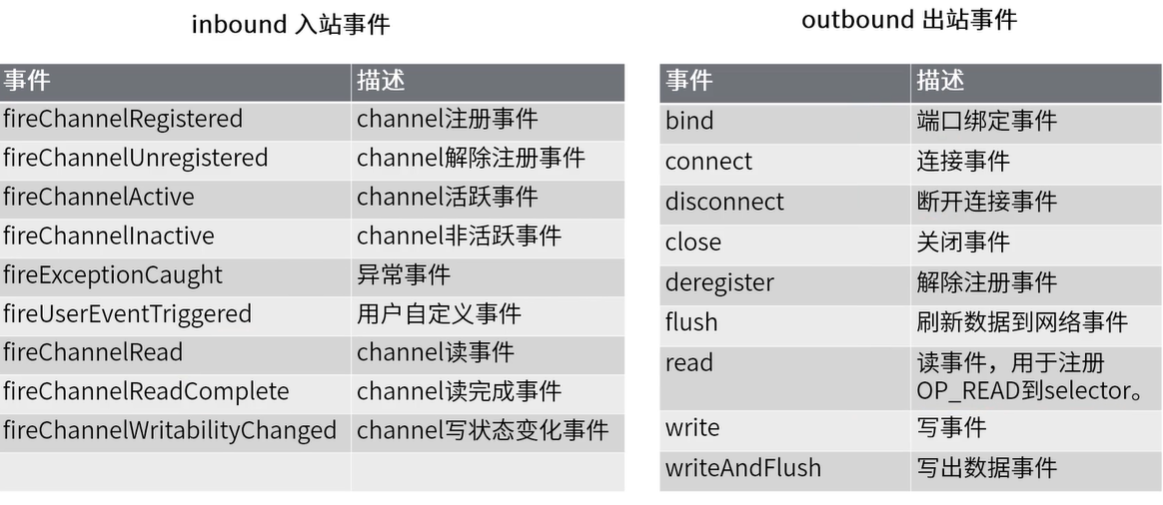 inbound 入站事件
事件 描述
fireChannelRegistered channel注册事件
fireChannelUnregistered channel解除注册事件
fireChannelActive channel活跃事件
fireChannelInactive channel非活跃事件
fireExceptionCaught 异常事件
fireUserEventTriggered 用户自定义事件
fireChannelRead channel读事件
fireChannelReadComplete channel读完成事件
fireChannelWritabilityChanged channel写状态变化事件
outbound 出站事件
事件 描述
bind 端口绑定事件
connect 连接事件
disconnect 断开连接事件
close 关闭事件
deregister 解除注册事件
flush 刷新数据到网络事件
read 读事件，用于注册
OP_READ到selector。
write 写事件
writeAndFlush 写出数据事件